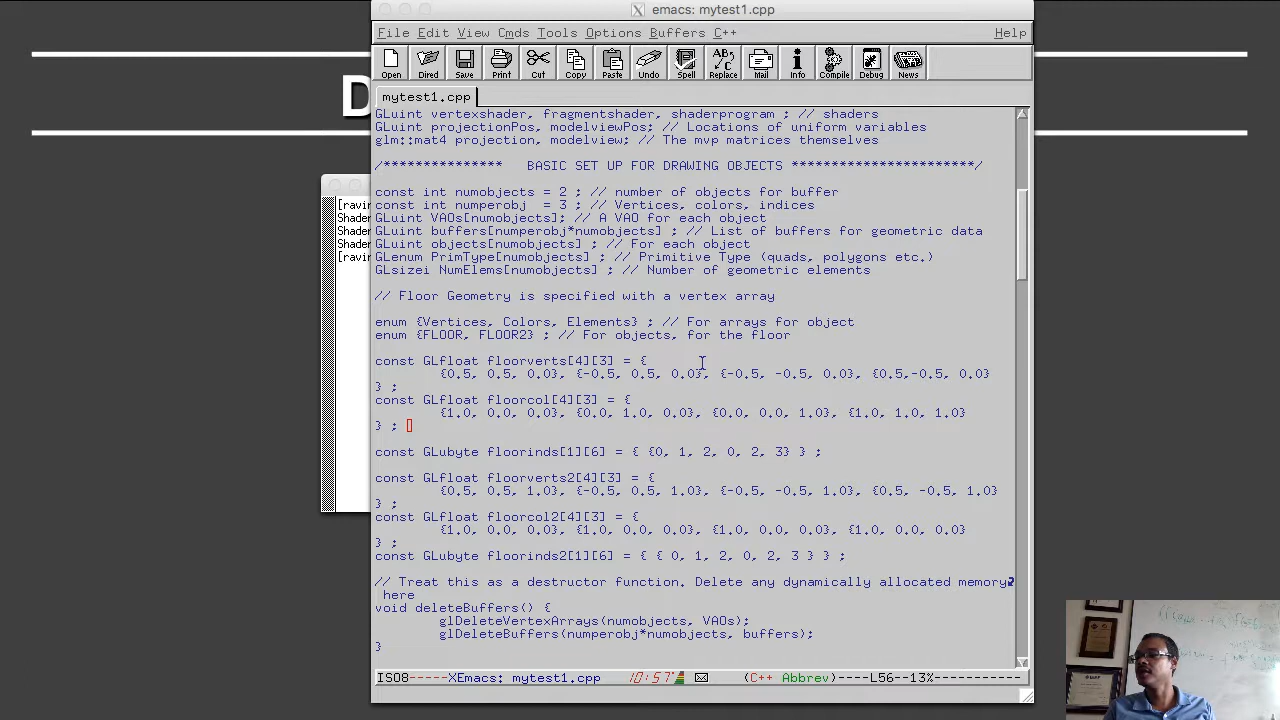 emacs: mytest1.cpp
File Edit View Cmds Tools Options Buffers C++ Help
Open Dired Save Print Cut Copy Paste Undo Spell Replace Mail Info Compile Debug News
mytest1.cpp
D
GLuint vertexshader, fragmentshader, shaderprogram ; // shaders
GLuint projectionPos, modelviewPos; // Locations of uniform variables
glm::mat4 projection, modelview; // The mvp matrices themselves
/*************** BASIC SET UP FOR DRAWING OBJECTS ***********************/
const int numobjects = 2 ; // number of objects for buffer
const int numperobj = 3 ; // Vertices, colors, indices
GLuint VAOs[numobjects]; // A VAO for each object
GLuint buffers[numperobj*numobjects] ; // List of buffers for geometric data
GLuint objects[numobjects] ; // For each object
GLenum PrimType[numobjects] ; // Primitive Type (quads, polygons etc.)
GLsizei NumElems[numobjects] ; // Number of geometric elements
// Floor Geometry is specified with a vertex array
enum {Vertices, Colors, Elements} ; // For arrays for object
enum {FLOOR, FLOOR2} ; // For objects, for the floor
const GLfloat floorverts[4][3] = {
{0.5, 0.5, 0.0}, {-0.5, 0.5, 0.0}, {-0.5, -0.5, 0.0}, {0.5,-0.5, 0.0}
} ;
const GLfloat floorcol[4][3] = {
{1.0, 0.0, 0.0}, {0.0, 1.0, 0.0}, {0.0, 0.0, 1.0}, {1.0, 1.0, 1.0}
} ;
const GLubyte floorinds[1][6] = { {0, 1, 2, 0, 2, 3} } ;
const GLfloat floorverts2[4][3] = {
{0.5, 0.5, 1.0}, {-0.5, 0.5, 1.0}, {-0.5, -0.5, 1.0}, {0.5, -0.5, 1.0}
} ;
const GLfloat floorcol2[4][3] = {
{1.0, 0.0, 0.0}, {1.0, 0.0, 0.0}, {1.0, 0.0, 0.0}, {1.0, 0.0, 0.0}
} ;
const GLubyte floorinds2[1][6] = { { 0, 1, 2, 0, 2, 3 } } ;
// Treat this as a destructor function. Delete any dynamically allocated memory
here
void deleteBuffers() {
glDeleteVertexArrays(numobjects, VAOs);
glDeleteBuffers(numperobj*numobjects, buffers);
}
ISO8-----XEmacs: mytest1.cpp 10:57 (C++ Abbrev)----L56--13%-----------
[ravin
Shader
Shader
Shader
[ravin